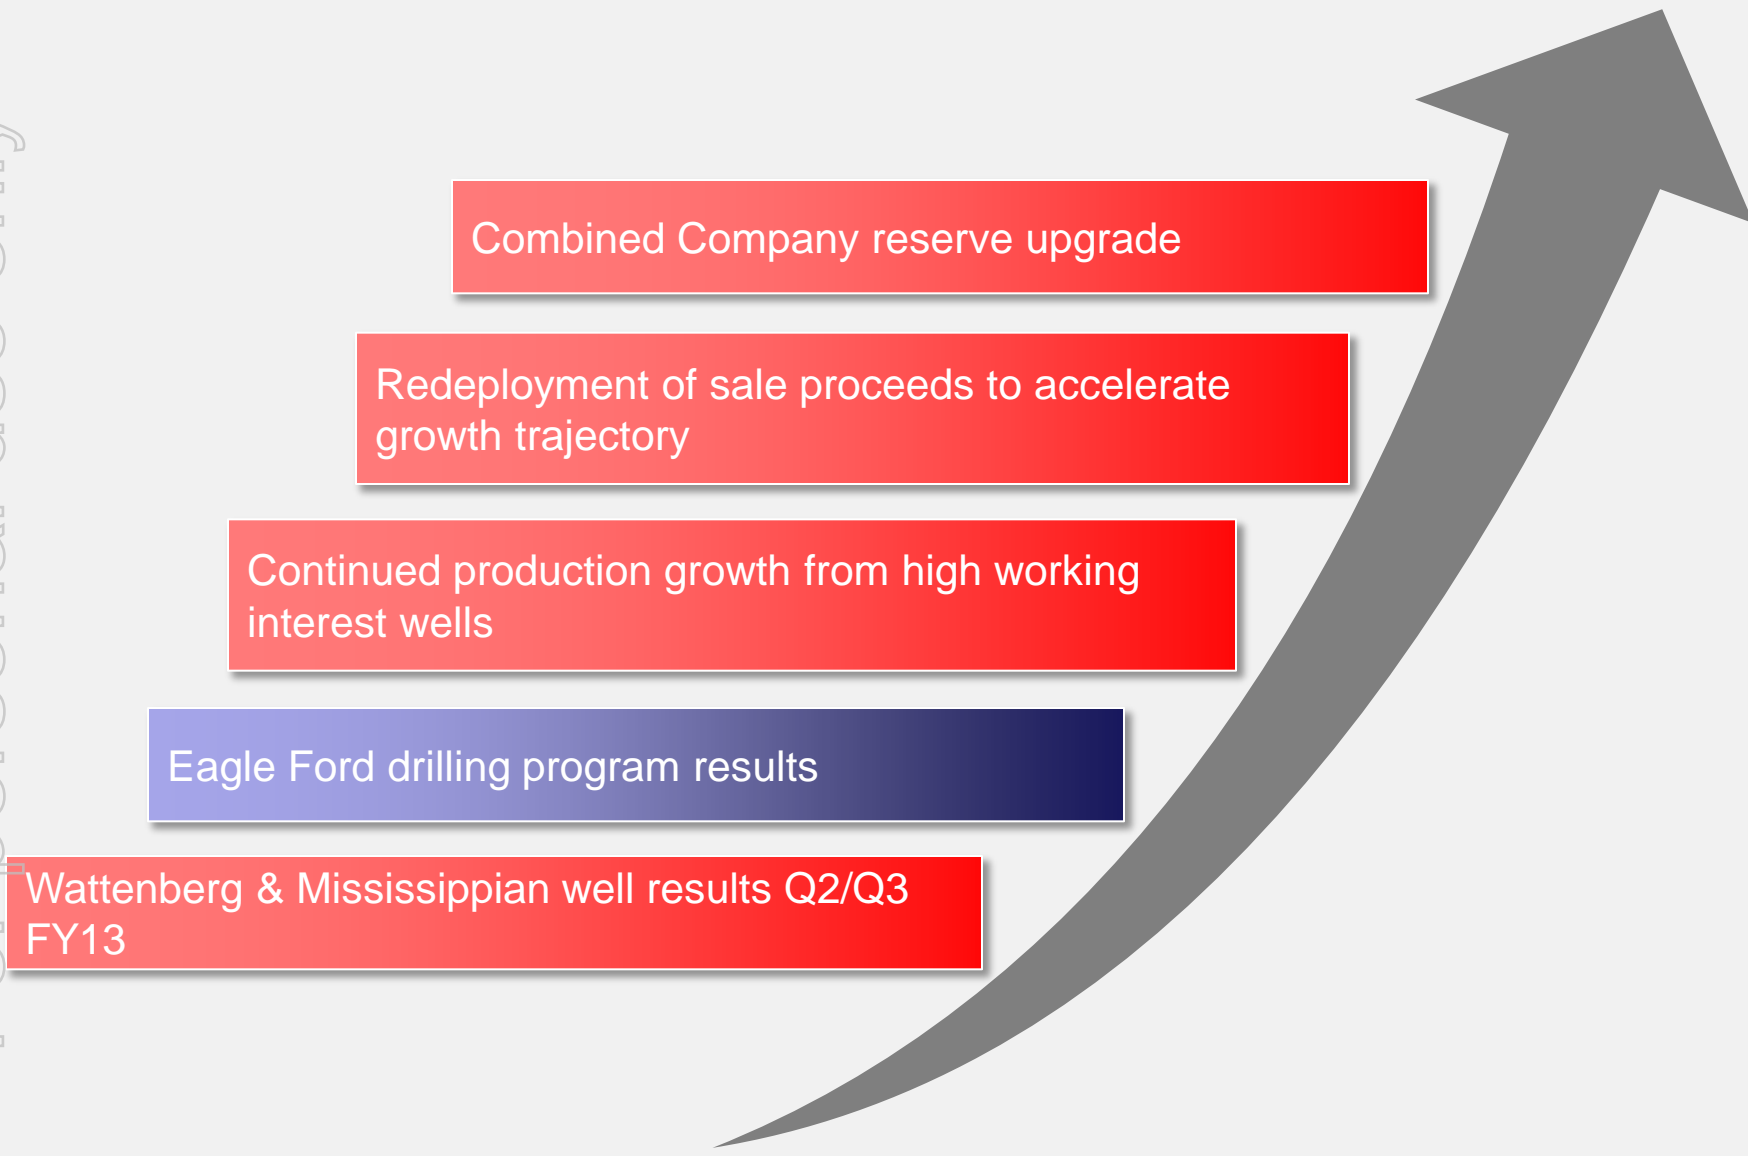 Combined Company reserve upgrade
Redeployment of sale proceeds to accelerate
growth trajectory
Continued production growth from high working
interest wells
Eagle Ford drilling program results
Wattenberg & Mississippian well results Q2/Q3
FY13